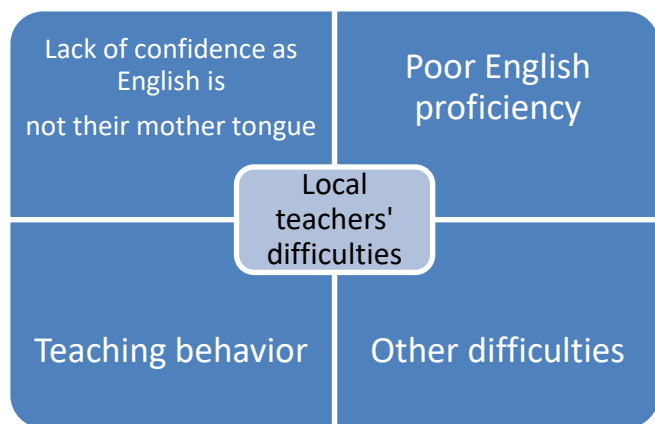 Lack of confidence as
English is
not their mother tongue
Poor English
proficiency
Local
teachers'
difficulties
Teaching behavior
Other difficulties